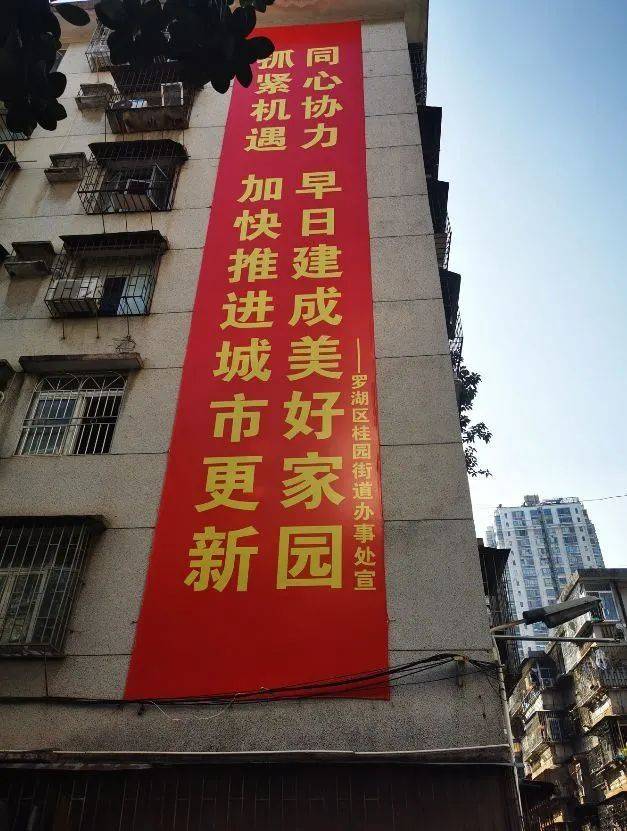 同心协力 早日建成美好家园
抓紧机遇 加快推进城市更新
——罗湖区桂园街道办事处宣